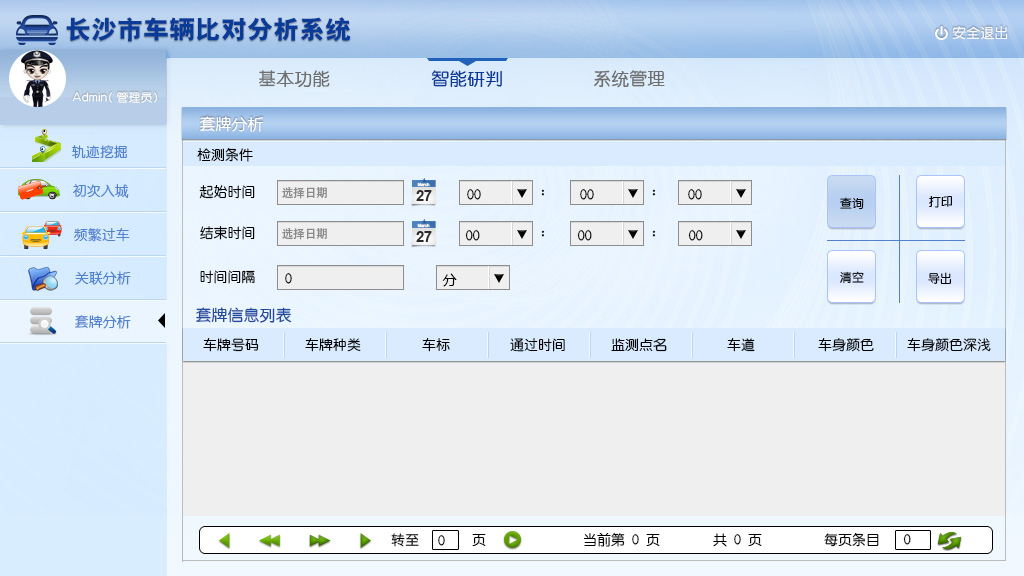 长沙市车辆比对分析系统
安全退出
Admin( 管理员)
基本功能 智能研判 系统管理
轨迹挖掘
初次入城
频繁过车
关联分析
套牌分析
套牌分析
检测条件
起始时间 选择日期 March 27 00 : 00 : 00
结束时间 选择日期 March 27 00 : 00 : 00
时间间隔 0 分
查询 打印
清空 导出
套牌信息列表
车牌号码 车牌种类 车标 通过时间 监测点名 车道 车身颜色 车身颜色深浅
转至 0 页 当前第 0 页 共 0 页 每页条目 0